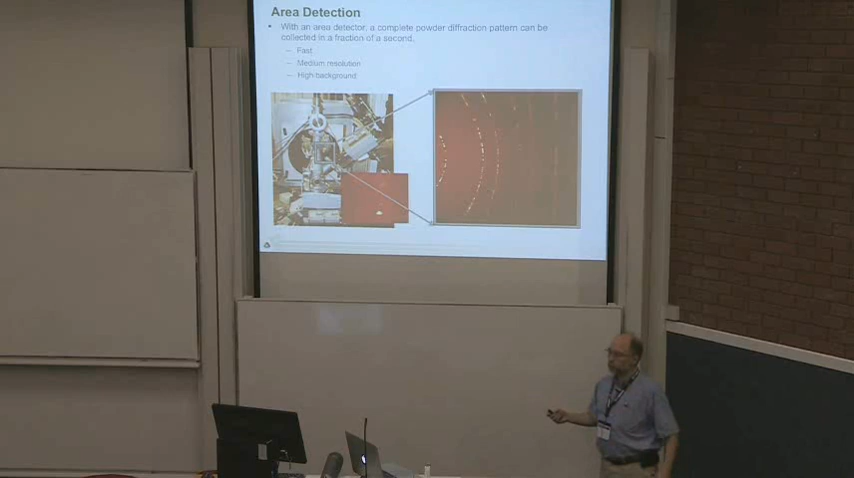 Area Detection
• With an area detector, a complete powder diffraction pattern can be
collected in a fraction of a second.
– Fast
– Medium resolution
– High background